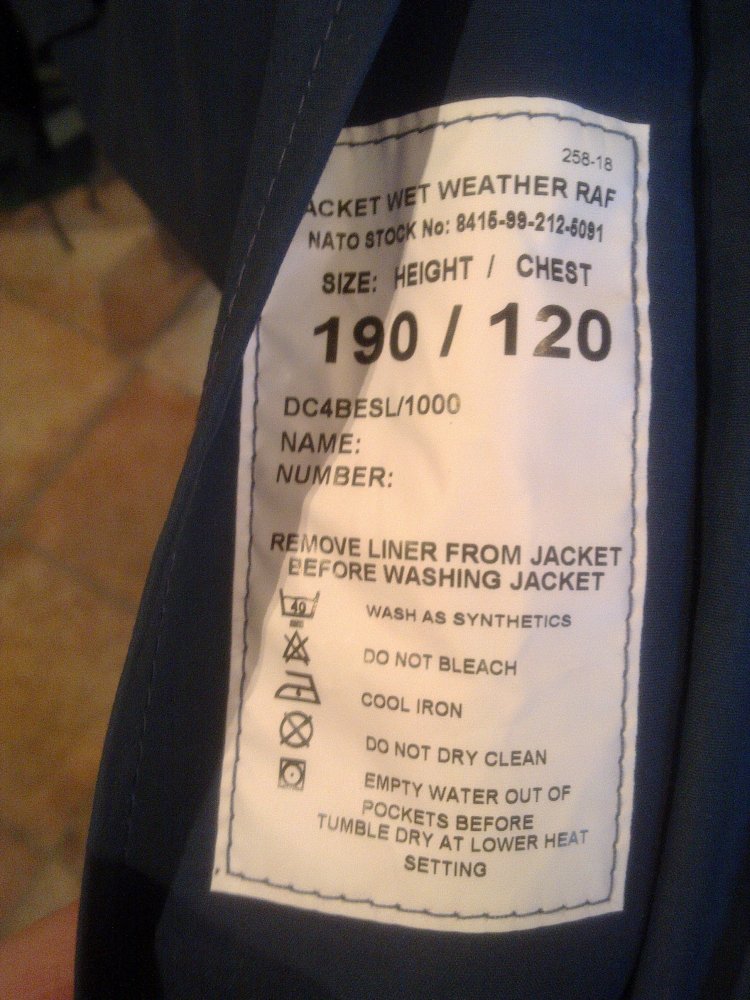 258-18
ACKET WET WEATHER RAF
NATO STOCK No: 8415-99-212-5091
SIZE: HEIGHT / CHEST
190 / 120
DC4BESL/1000
NAME:
NUMBER:
REMOVE LINER FROM JACKET
BEFORE WASHING JACKET
40
WASH AS SYNTHETICS
DO NOT BLEACH
COOL IRON
DO NOT DRY CLEAN
EMPTY WATER OUT OF
POCKETS BEFORE
TUMBLE DRY AT LOWER HEAT
SETTING